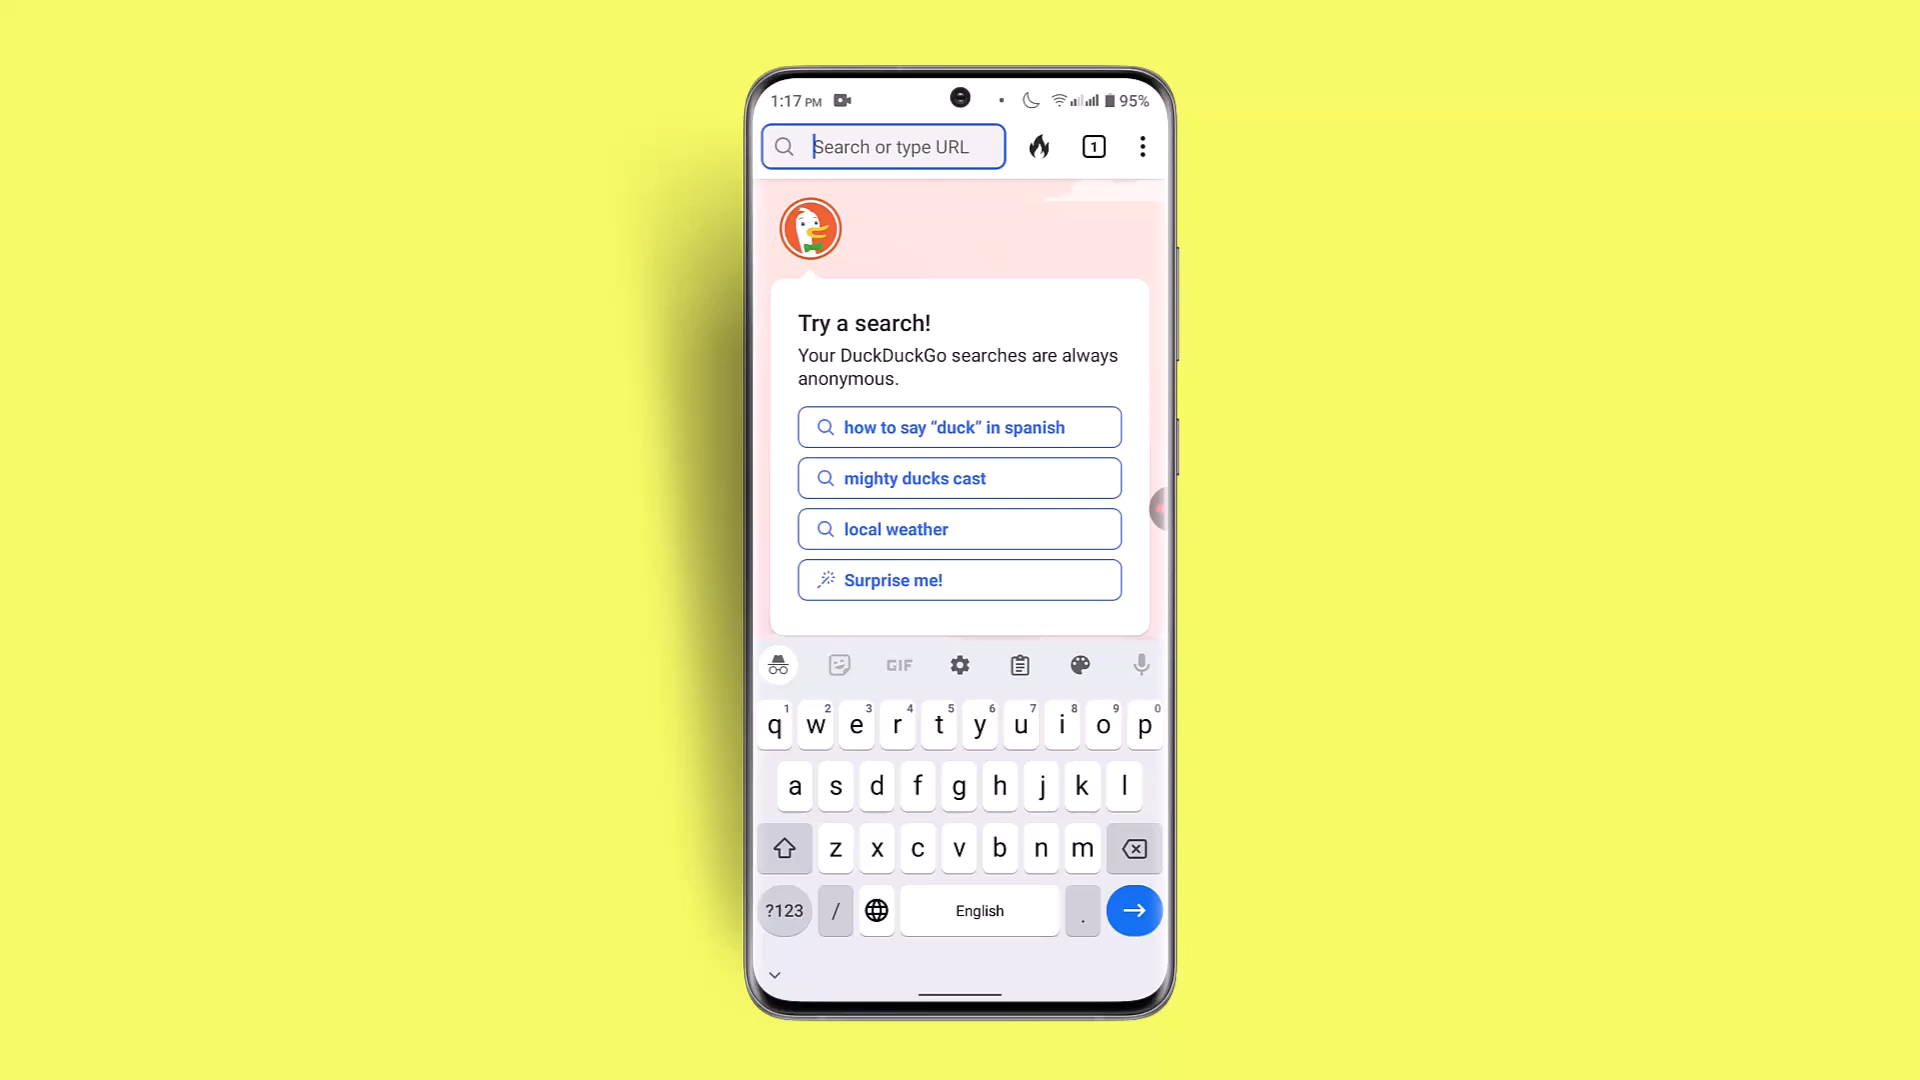 1:17 PM 95%
Search or type URL 1
Try a search!
Your DuckDuckGo searches are always
anonymous.
how to say “duck” in spanish
mighty ducks cast
local weather
Surprise me!
GIF
1 2 3 4 5 6 7 8 9 0
q w e r t y u i o p
a s d f g h j k l
z x c v b n m
?123 / English .